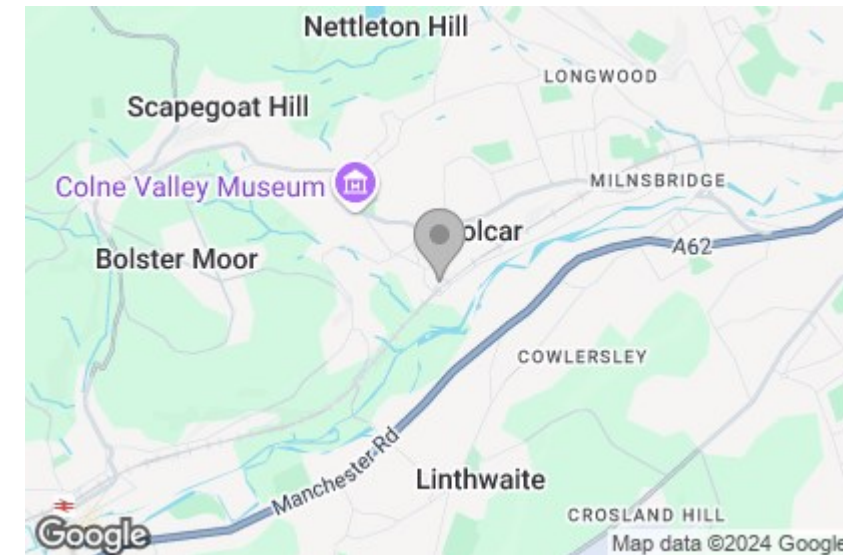 Nettleton Hill
LONGWOOD
Scapegoat Hill
Colne Valley Museum
MILNSBRIDGE
olcar
A62
Bolster Moor
COWLERSLEY
Manchester Rd
Linthwaite
CROSLAND HILL
Google
Map data ©2024 Google